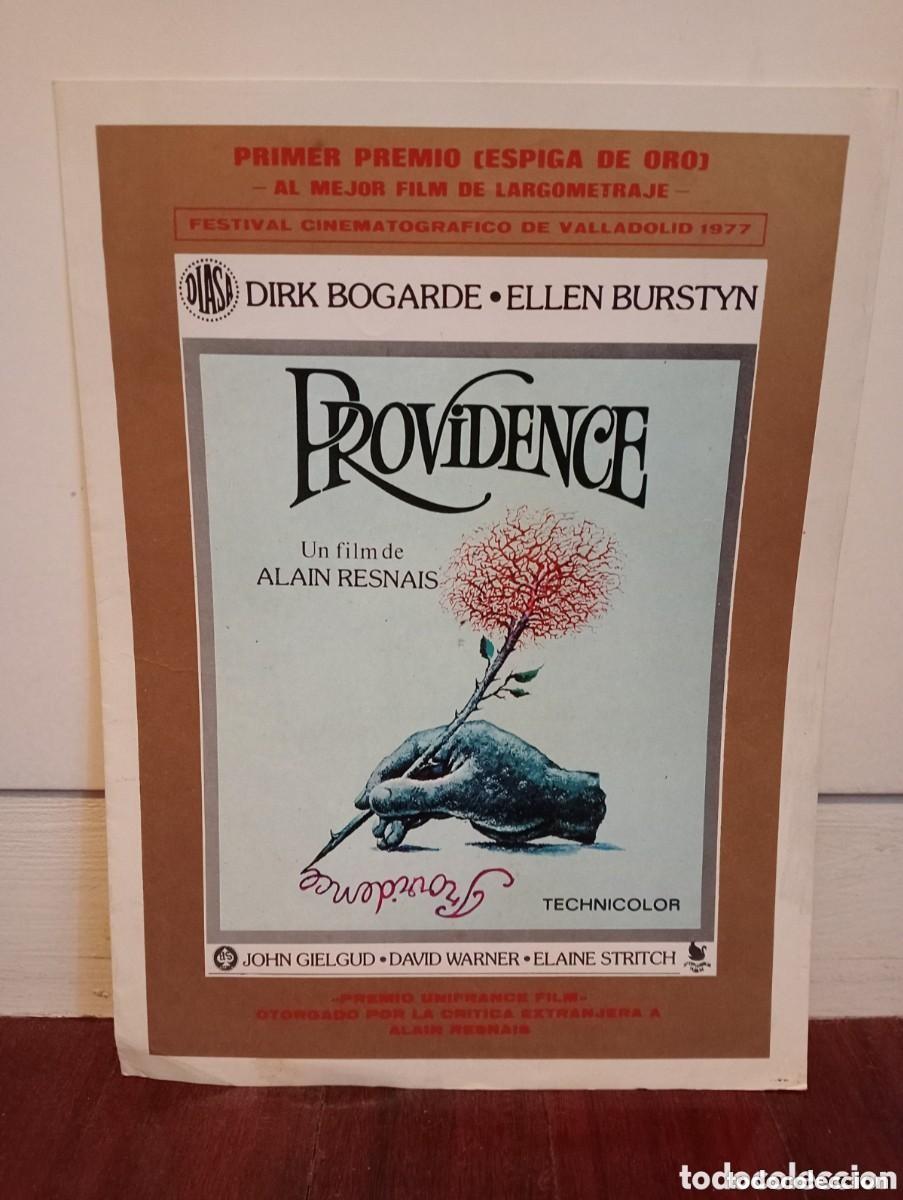 PRIMER PREMIO (ESPIGA DE ORO)
- AL MEJOR FILM DE LARGOMETRAJE -
FESTIVAL CINEMATOGRAFICO DE VALLADOLID 1977
DIASA DIRK BOGARDE • ELLEN BURSTYN
PROViDENCE
Un film de
ALAIN RESNAIS
Providence
TECHNICOLOR
JOHN GIELGUD • DAVID WARNER • ELAINE STRITCH
«PREMIO UNIFRANCE FILM»
OTORGADO POR LA CRITICA EXTRANJERA A
ALAIN RESNAIS
todocoleccion
todocoleccion